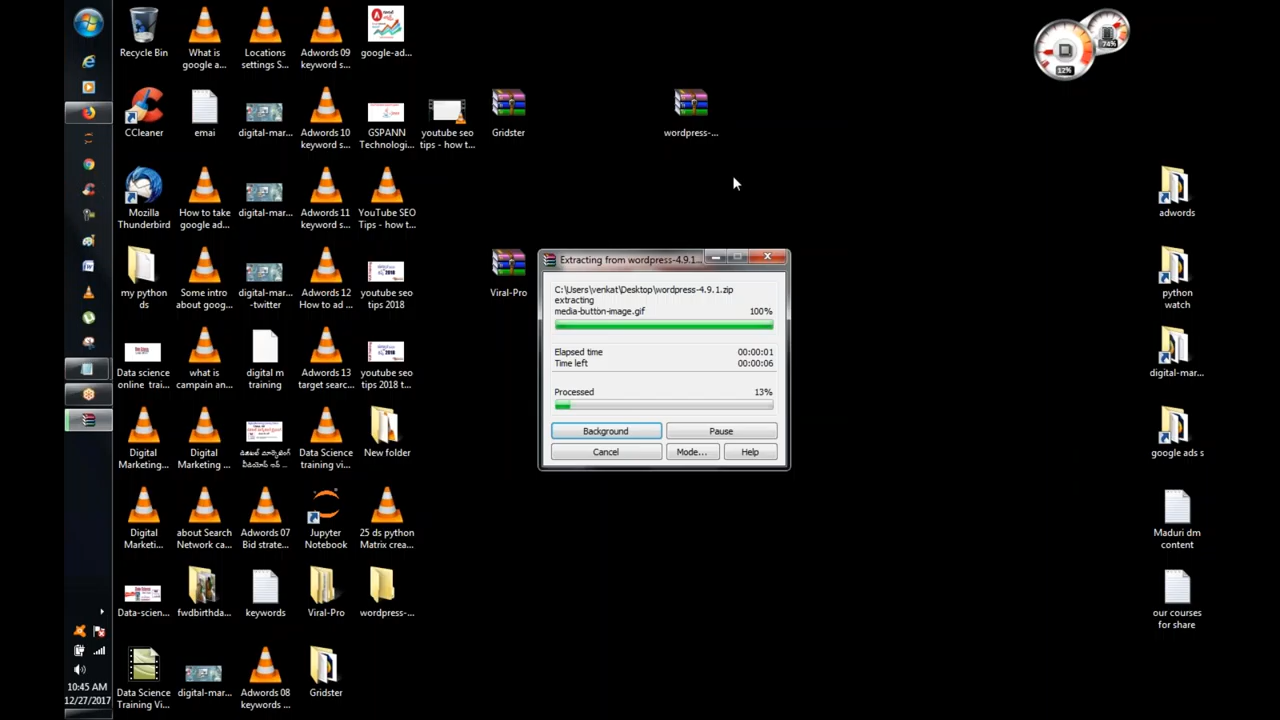 Recycle Bin
What is
google a...
Locations
settings S...
Adwords 09
keyword s...
google-ad...
CCleaner
emai
digital-mar...
Adwords 10
keyword s...
GSPANN
Technologi...
youtube seo
tips - how t...
Gridster
wordpress-...
Mozilla
Thunderbird
How to take
google ad...
digital-mar...
Adwords 11
keyword s...
YouTube SEO
Tips - how t...
adwords
my python
ds
Some intro
about goog...
digital-mar...
-twitter
Adwords 12
How to ad ...
youtube seo
tips 2018
Viral-Pro
python
watch
Data science
online trai...
what is
campain an...
digital m
training
Adwords 13
target searc...
youtube seo
tips 2018 t...
digital-mar...
Digital
Marketing...
Digital
Marketing ...
డిజిటల్ మార్కెటింగ్
వీడియోస్ ఇన్ ...
Data Science
training vi...
New folder
google ads s
Digital
Marketi...
about Search
Network ca...
Adwords 07
Bid strate...
Jupyter
Notebook
25 ds python
Matrix crea...
Maduri dm
content
Data-scien...
fwdbirthda...
keywords
Viral-Pro
wordpress-...
our courses
for share
Data Science
Training Vi...
digital-mar...
Adwords 08
keywords ...
Gridster
Extracting from wordpress-4.9.1...
C:\Users\venkat\Desktop\wordpress-4.9.1.zip
extracting
media-button-image.gif 100%
Elapsed time 00:00:01
Time left 00:00:06
Processed 13%
Background Pause
Cancel Mode... Help
74%
12%
10:45 AM
12/27/2017